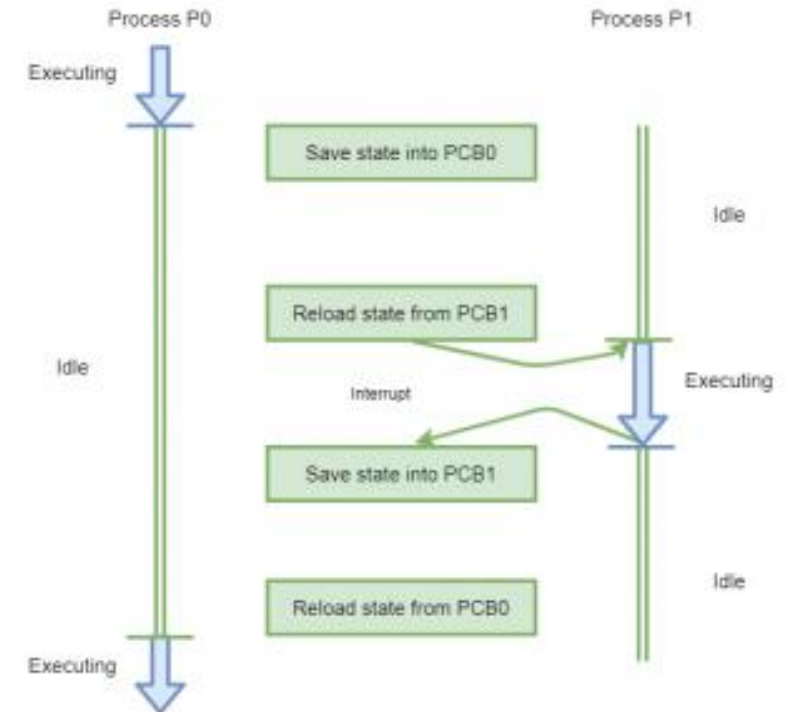 Process P0
Process P1
Executing
Save state into PCB0
Idle
Reload state from PCB1
Idle
Executing
Interrupt
Save state into PCB1
Idle
Reload state from PCB0
Executing